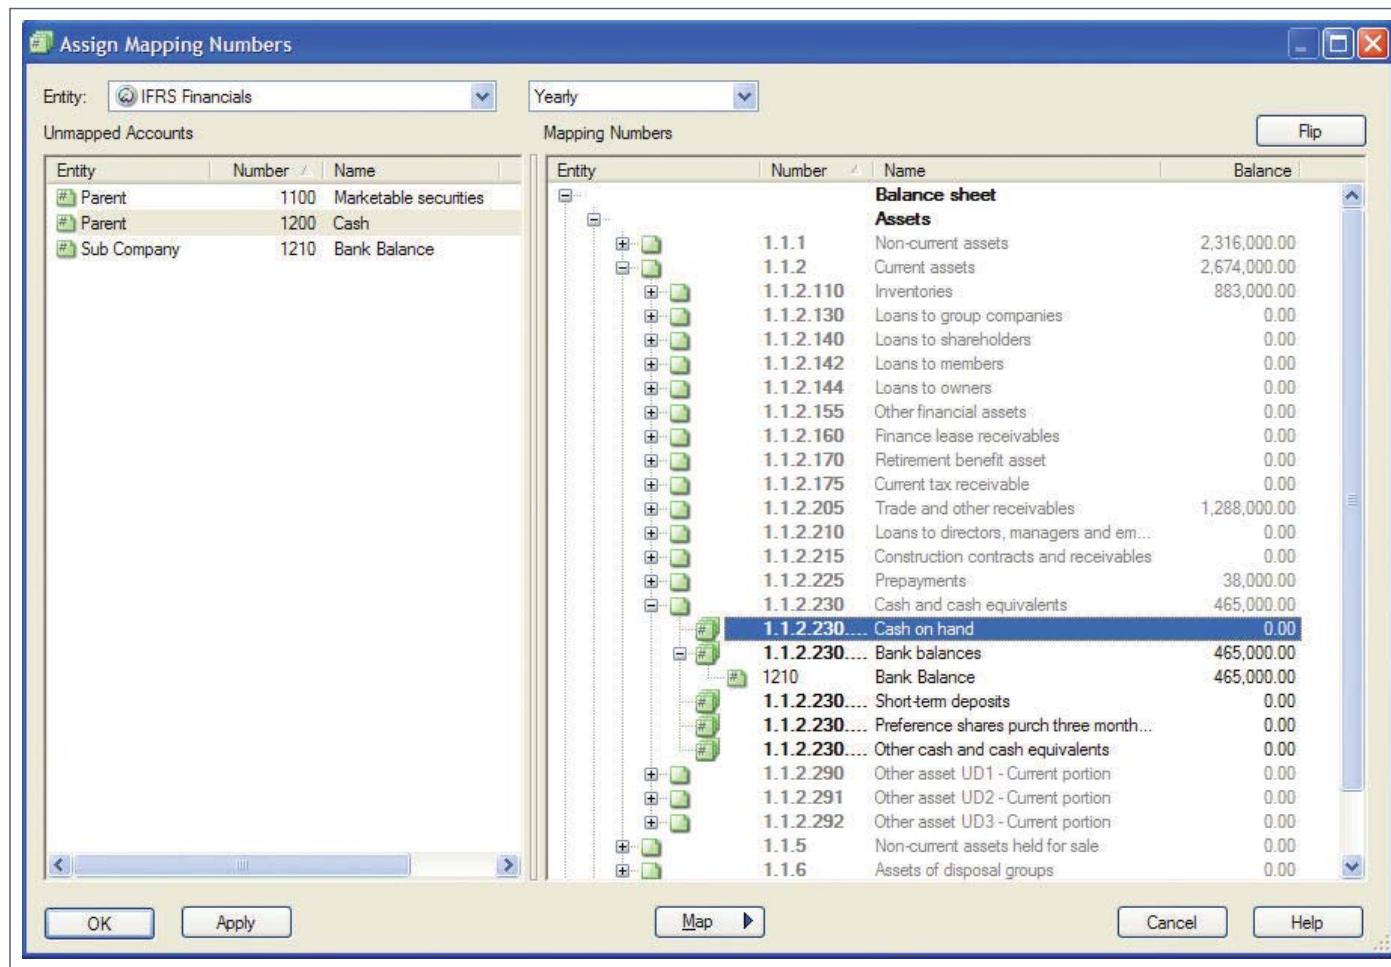 Assign Mapping Numbers
Entity: IFRS Financials Yearly
Unmapped Accounts Mapping Numbers Flip
Entity Number Name Entity Number Name Balance
Parent 1100 Marketable securities
Parent 1200 Cash
Sub Company 1210 Bank Balance
Balance sheet
Assets
1.1.1 Non-current assets 2,316,000.00
1.1.2 Current assets 2,674,000.00
1.1.2.110 Inventories 883,000.00
1.1.2.130 Loans to group companies 0.00
1.1.2.140 Loans to shareholders 0.00
1.1.2.142 Loans to members 0.00
1.1.2.144 Loans to owners 0.00
1.1.2.155 Other financial assets 0.00
1.1.2.160 Finance lease receivables 0.00
1.1.2.170 Retirement benefit asset 0.00
1.1.2.175 Current tax receivable 0.00
1.1.2.205 Trade and other receivables 1,288,000.00
1.1.2.210 Loans to directors, managers and em... 0.00
1.1.2.215 Construction contracts and receivables 0.00
1.1.2.225 Prepayments 38,000.00
1.1.2.230 Cash and cash equivalents 465,000.00
1.1.2.230.... Cash on hand 0.00
1.1.2.230.... Bank balances 465,000.00
1210 Bank Balance 465,000.00
1.1.2.230.... Short-term deposits 0.00
1.1.2.230.... Preference shares purch three month... 0.00
1.1.2.230.... Other cash and cash equivalents 0.00
1.1.2.290 Other asset UD1 - Current portion 0.00
1.1.2.291 Other asset UD2 - Current portion 0.00
1.1.2.292 Other asset UD3 - Current portion 0.00
1.1.5 Non-current assets held for sale 0.00
1.1.6 Assets of disposal groups 0.00
OK Apply Map Cancel Help